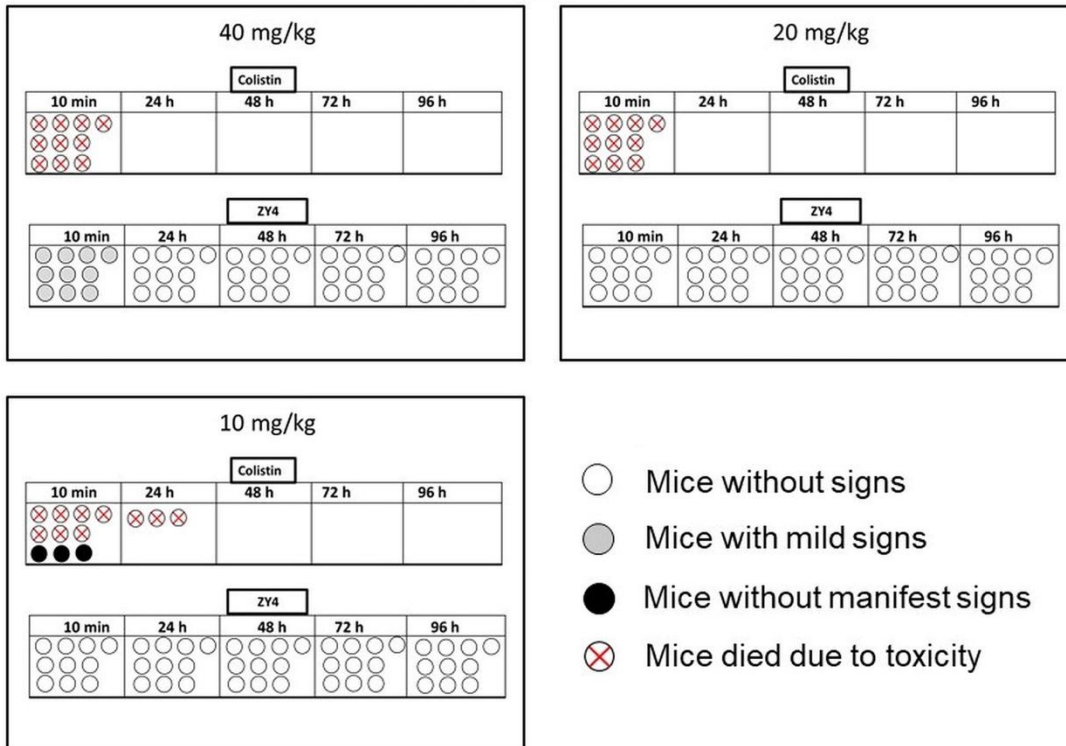 40 mg/kg
Colistin
10 min 24 h 48 h 72 h 96 h
ZY4
10 min 24 h 48 h 72 h 96 h
20 mg/kg
Colistin
10 min 24 h 48 h 72 h 96 h
ZY4
10 min 24 h 48 h 72 h 96 h
10 mg/kg
Colistin
10 min 24 h 48 h 72 h 96 h
ZY4
10 min 24 h 48 h 72 h 96 h
Mice without signs
Mice with mild signs
Mice without manifest signs
Mice died due to toxicity